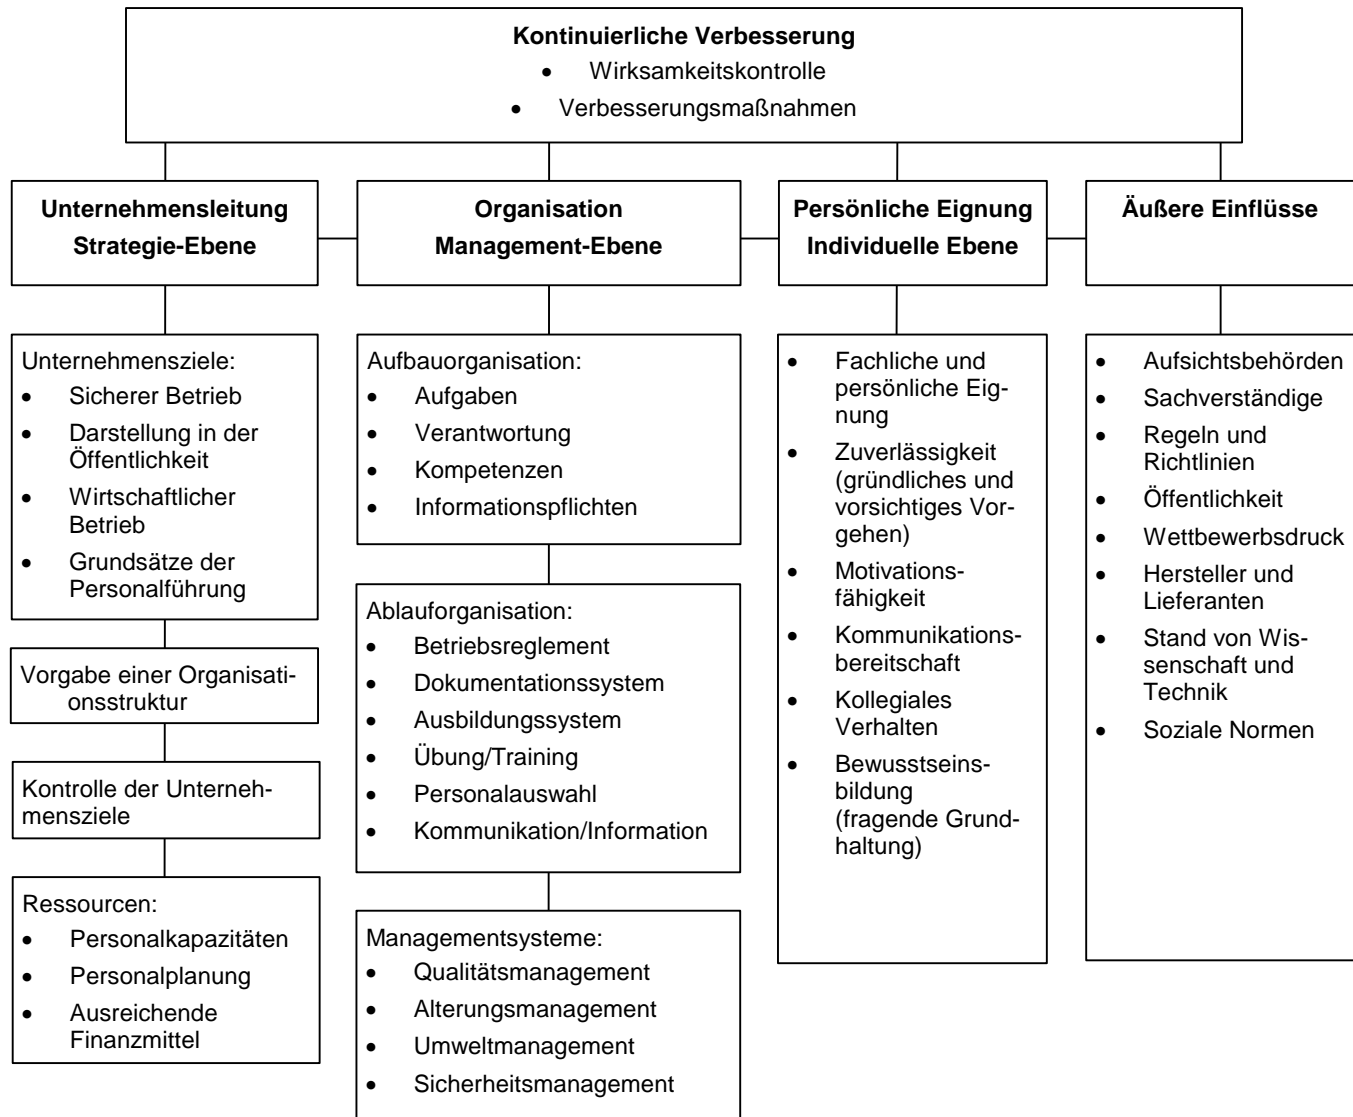 Kontinuierliche Verbesserung
• Wirksamkeitskontrolle
• Verbesserungsmaßnahmen
Unternehmensleitung
Strategie-Ebene
Organisation
Management-Ebene
Persönliche Eignung
Individuelle Ebene
Äußere Einflüsse
Unternehmensziele:
• Sicherer Betrieb
• Darstellung in der
Öffentlichkeit
• Wirtschaftlicher
Betrieb
• Grundsätze der
Personalführung
Vorgabe einer Organisati-
onsstruktur
Kontrolle der Unterneh-
mensziele
Ressourcen:
• Personalkapazitäten
• Personalplanung
• Ausreichende
Finanzmittel
Aufbauorganisation:
• Aufgaben
• Verantwortung
• Kompetenzen
• Informationspflichten
Ablauforganisation:
• Betriebsreglement
• Dokumentationssystem
• Ausbildungssystem
• Übung/Training
• Personalauswahl
• Kommunikation/Information
Managementsysteme:
• Qualitätsmanagement
• Alterungsmanagement
• Umweltmanagement
• Sicherheitsmanagement
• Fachliche und
persönliche Eig-
nung
• Zuverlässigkeit
(gründliches und
vorsichtiges Vor-
gehen)
• Motivations-
fähigkeit
• Kommunikations-
bereitschaft
• Kollegiales
Verhalten
• Bewusstseins-
bildung
(fragende Grund-
haltung)
• Aufsichtsbehörden
• Sachverständige
• Regeln und
Richtlinien
• Öffentlichkeit
• Wettbewerbsdruck
• Hersteller und
Lieferanten
• Stand von Wis-
senschaft und
Technik
• Soziale Normen